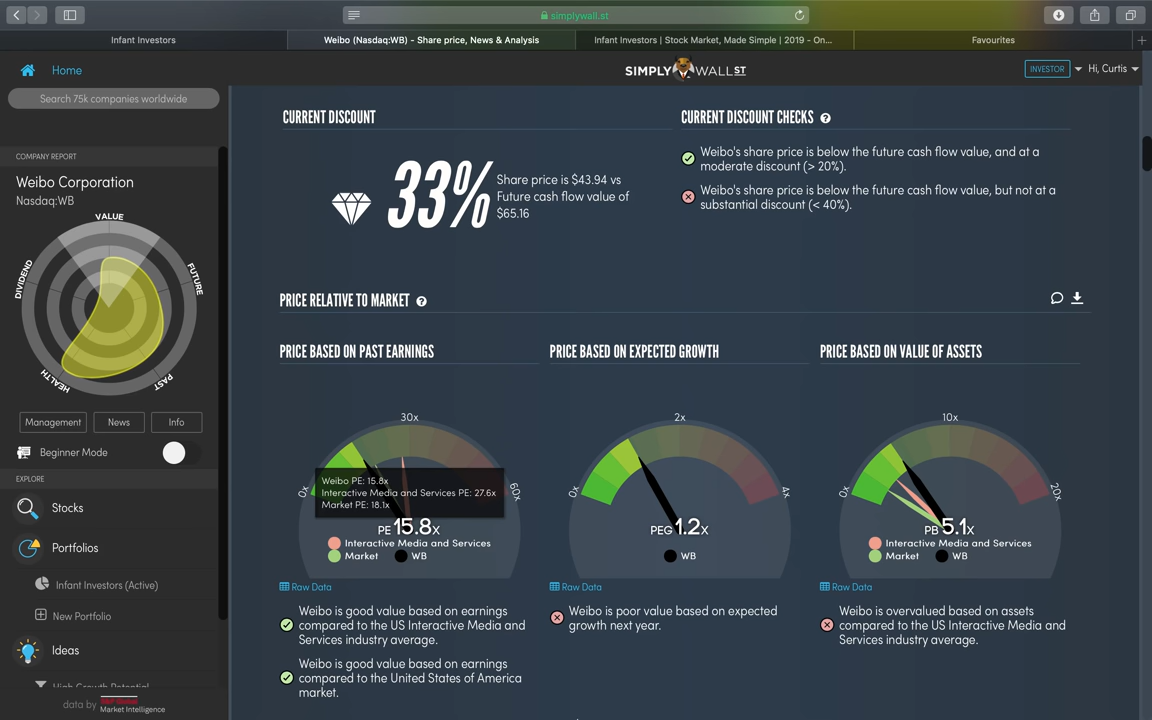 simplywall.st
Infant Investors
Weibo (Nasdaq:WB) - Share price, News & Analysis
Infant Investors | Stock Market, Made Simple | 2019 - On...
Favourites
Home
SIMPLY WALL ST
INVESTOR
Hi, Curtis
Search 75k companies worldwide
COMPANY REPORT
Weibo Corporation
Nasdaq:WB
VALUE
FUTURE
PAST
HEALTH
DIVIDEND
Management
News
Info
Beginner Mode
EXPLORE
Stocks
Portfolios
Infant Investors (Active)
New Portfolio
Ideas
High Growth Potential
data by
Market Intelligence
CURRENT DISCOUNT
33%
Share price is $43.94 vs
Future cash flow value of
$65.16
CURRENT DISCOUNT CHECKS ?
Weibo's share price is below the future cash flow value, and at a
moderate discount (> 20%).
Weibo's share price is below the future cash flow value, but not at a
substantial discount (< 40%).
PRICE RELATIVE TO MARKET ?
PRICE BASED ON PAST EARNINGS
30x
0x
60x
Weibo PE: 15.8x
Interactive Media and Services PE: 27.6x
Market PE: 18.1x
PE 15.8x
Interactive Media and Services
Market
WB
Raw Data
Weibo is good value based on earnings
compared to the US Interactive Media and
Services industry average.
Weibo is good value based on earnings
compared to the United States of America
market.
PRICE BASED ON EXPECTED GROWTH
2x
0x
4x
PEG 1.2x
WB
Raw Data
Weibo is poor value based on expected
growth next year.
PRICE BASED ON VALUE OF ASSETS
10x
0x
20x
PB 5.1x
Interactive Media and Services
Market
WB
Raw Data
Weibo is overvalued based on assets
compared to the US Interactive Media and
Services industry average.